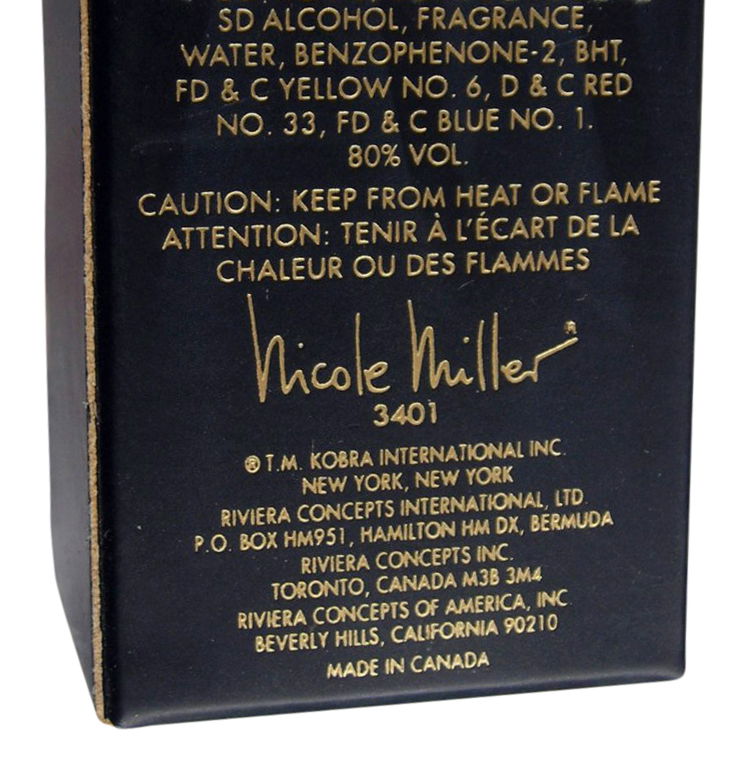 SD ALCOHOL, FRAGRANCE,
WATER, BENZOPHENONE-2, BHT,
FD & C YELLOW NO. 6, D & C RED
NO. 33, FD & C BLUE NO. 1.
80% VOL.
CAUTION: KEEP FROM HEAT OR FLAME
ATTENTION: TENIR À L'ÉCART DE LA
CHALEUR OU DES FLAMMES
Nicole Miller®
3401
® T.M. KOBRA INTERNATIONAL INC.
NEW YORK, NEW YORK
RIVIERA CONCEPTS INTERNATIONAL, LTD.
P.O. BOX HM951, HAMILTON HM DX, BERMUDA
RIVIERA CONCEPTS INC.
TORONTO, CANADA M3B 3M4
RIVIERA CONCEPTS OF AMERICA, INC.
BEVERLY HILLS, CALIFORNIA 90210
MADE IN CANADA